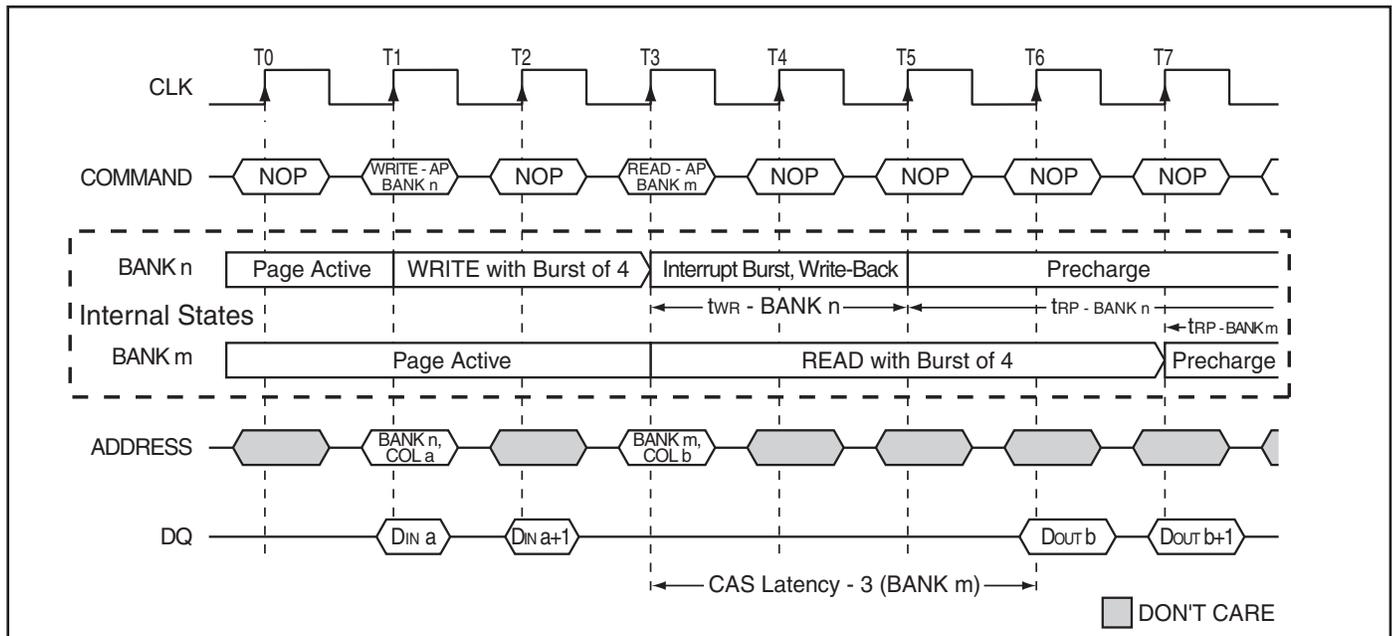 T0 T1 T2 T3 T4 T5 T6 T7
CLK
COMMAND NOP WRITE - AP BANK n NOP READ - AP BANK m NOP NOP NOP NOP
BANK n Page Active WRITE with Burst of 4 Interrupt Burst, Write-Back Precharge
tWR - BANK n tRP - BANK n
Internal States
tRP - BANK m
BANK m Page Active READ with Burst of 4 Precharge
ADDRESS BANK n, COL a BANK m, COL b
DQ DIN a DIN a+1 DOUT b DOUT b+1
CAS Latency - 3 (BANK m)
DON'T CARE